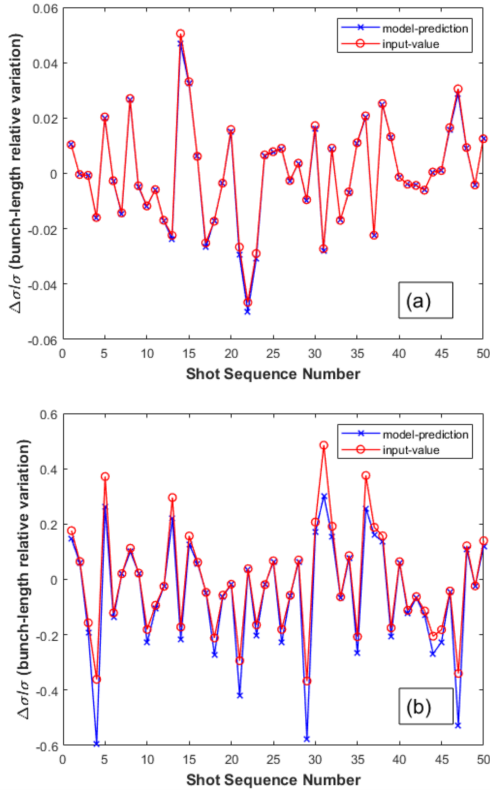 0.06
0.04
0.02
0
-0.02
-0.04
-0.06
Δσ/σ (bunch-length relative variation)
model-prediction
input-value
(a)
0 5 10 15 20 25 30 35 40 45 50
Shot Sequence Number
0.6
0.4
0.2
0
-0.2
-0.4
-0.6
Δσ/σ (bunch-length relative variation)
model-prediction
input-value
(b)
0 5 10 15 20 25 30 35 40 45 50
Shot Sequence Number